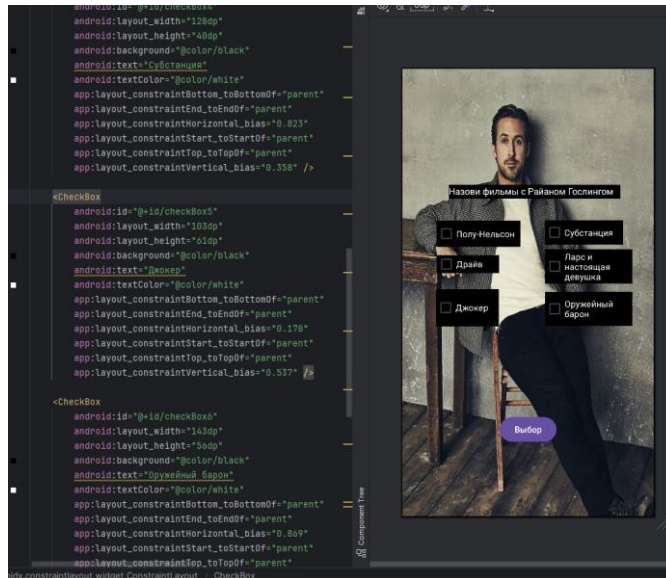 android:id="@+id/checkBox4"
android:layout_width="128dp"
android:layout_height="40dp"
android:background="@color/black"
android:text="Субстанция"
android:textColor="@color/white"
app:layout_constraintBottom_toBottomOf="parent"
app:layout_constraintEnd_toEndOf="parent"
app:layout_constraintHorizontal_bias="0.823"
app:layout_constraintStart_toStartOf="parent"
app:layout_constraintTop_toTopOf="parent"
app:layout_constraintVertical_bias="0.358" />
<CheckBox
android:id="@+id/checkBox5"
android:layout_width="103dp"
android:layout_height="61dp"
android:background="@color/black"
android:text="Джокер"
android:textColor="@color/white"
app:layout_constraintBottom_toBottomOf="parent"
app:layout_constraintEnd_toEndOf="parent"
app:layout_constraintHorizontal_bias="0.178"
app:layout_constraintStart_toStartOf="parent"
app:layout_constraintTop_toTopOf="parent"
app:layout_constraintVertical_bias="0.537" />
<CheckBox
android:id="@+id/checkBox6"
android:layout_width="143dp"
android:layout_height="56dp"
android:background="@color/black"
android:text="Оружейный барон"
android:textColor="@color/white"
app:layout_constraintBottom_toBottomOf="parent"
app:layout_constraintEnd_toEndOf="parent"
app:layout_constraintHorizontal_bias="0.869"
app:layout_constraintStart_toStartOf="parent"
app:layout_constraintTop_toTopOf="parent"
Component Tree
Назови фильмы с Райаном Гослингом
Полу-Нельсон
Субстанция
Драйв
Ларс и
настоящая
девушка
Джокер
Оружейный
барон
Выбор
constraintlayout.widget.ConstraintLayout
CheckBox